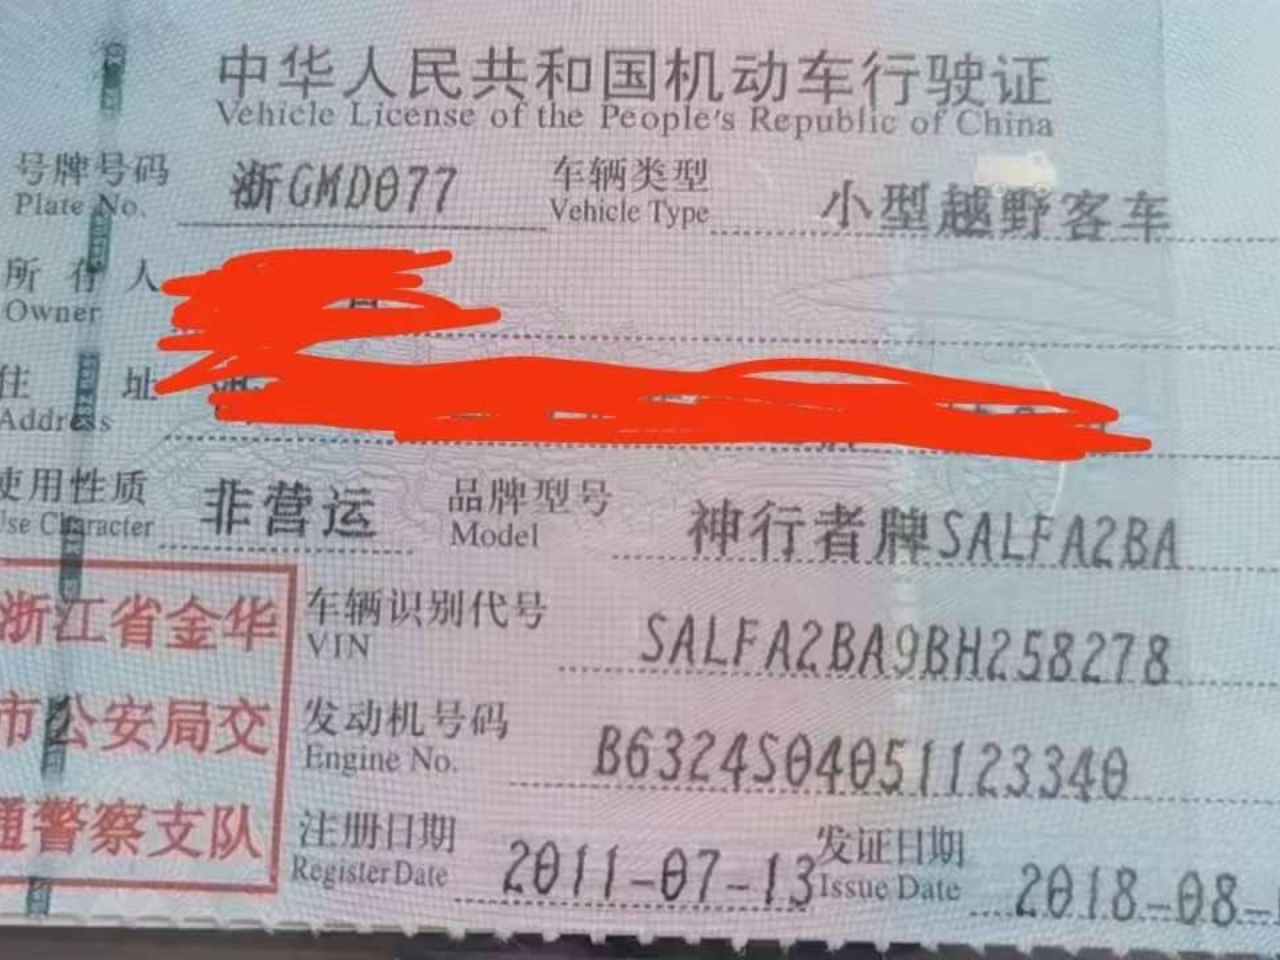 中华人民共和国机动车行驶证
Vehicle License of the People's Republic of China
号牌号码 浙GMD077 车辆类型 小型越野客车
Plate No. Vehicle Type
所有人
Owner
住址
Address
使用性质 非营运 品牌型号 神行者牌SALFA2BA
Use Character Model
浙江省金华
市公安局交
通警察支队
车辆识别代号 SALFA2BA9BH258278
VIN
发动机号码 B6324S04051123340
Engine No.
注册日期 2011-07-13 发证日期 2018-08-
Register Date Issue Date